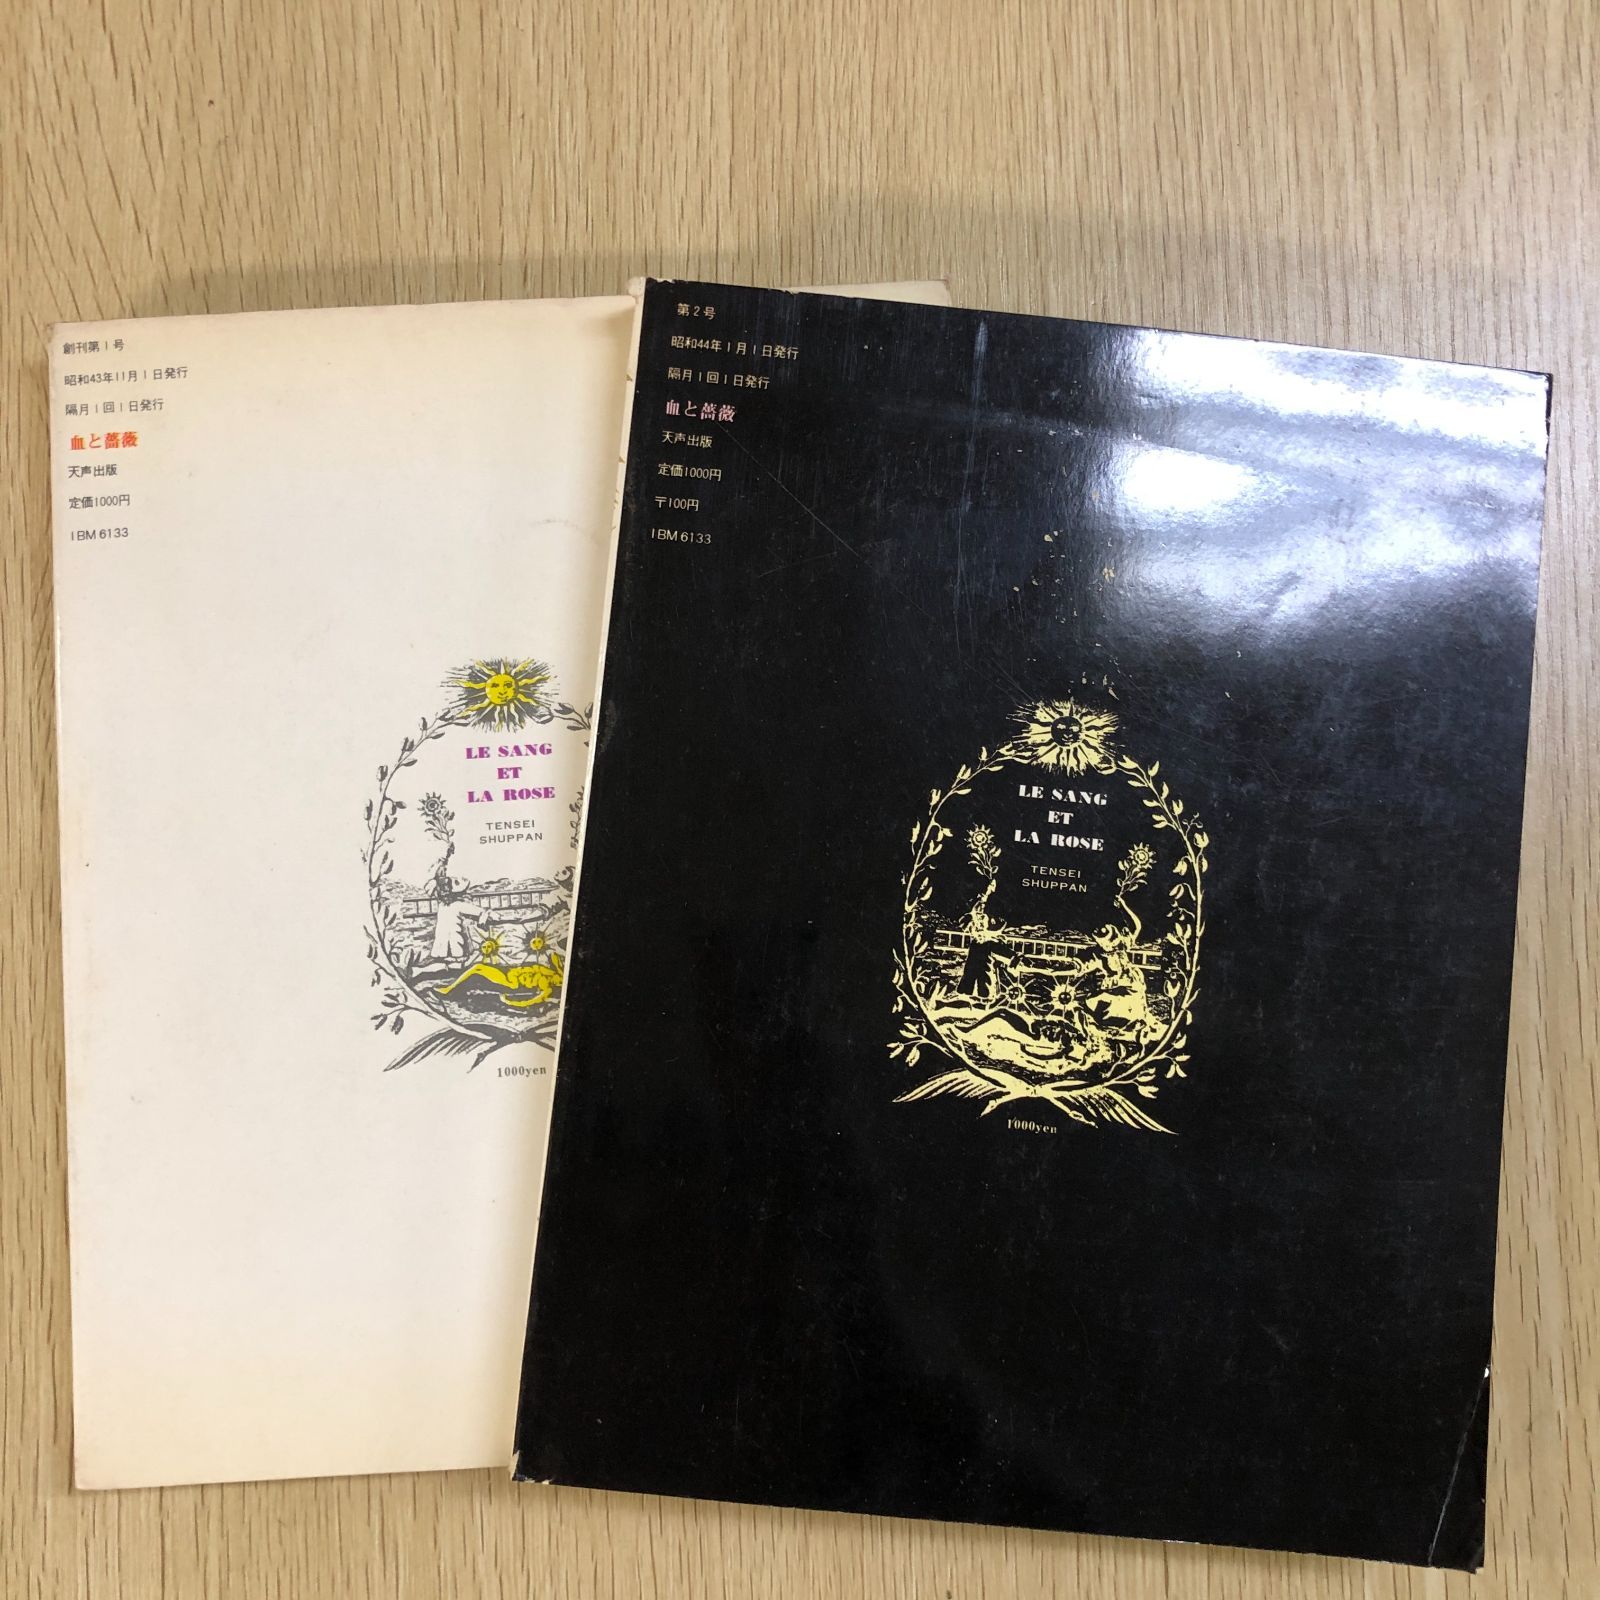 創刊第1号
昭和43年11月1日発行
隔月1回1日発行
血と薔薇
天声出版
定価1000円
IBM 6133
LE SANG
ET
LA ROSE
TENSEI
SHUPPAN
1000yen
第2号
昭和44年1月1日発行
隔月1回1日発行
血と薔薇
天声出版
定価1000円
〒100円
IBM 6133
LE SANG
ET
LA ROSE
TENSEI
SHUPPAN
1000yen